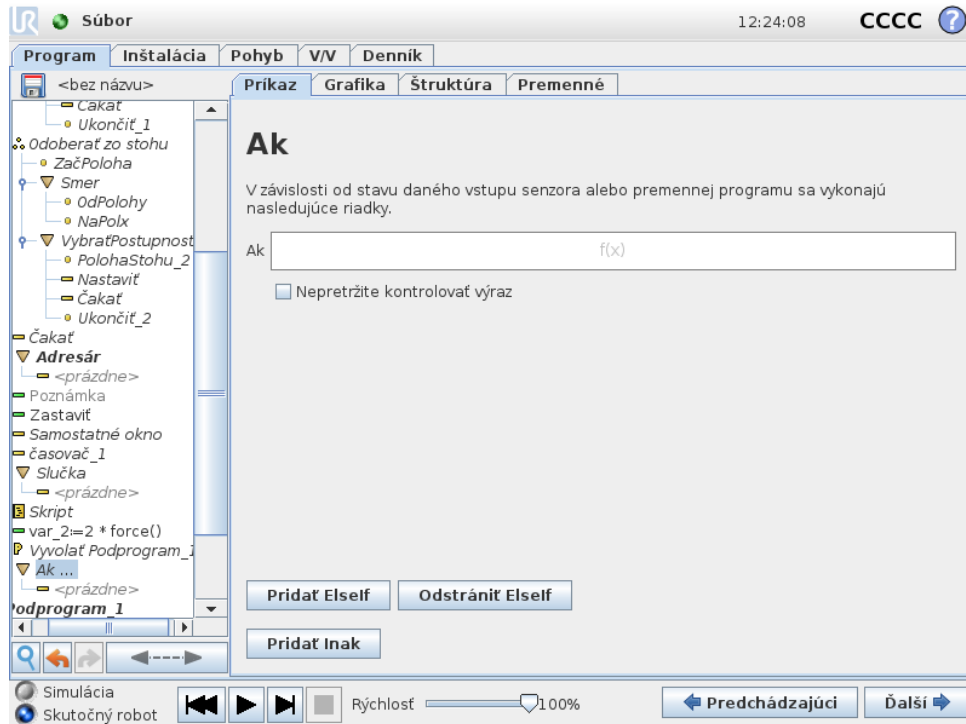 UR Súbor 12:24:08 CCCC ?
Program Inštalácia Pohyb V/V Denník
<bez názvu> Príkaz Grafika Štruktúra Premenné
Čakať
Ukončiť_1
Odoberať zo stohu
ZačPoloha
Smer
OdPolohy
NaPolx
VybraťPostupnosť
PolohaStohu_2
Nastaviť
Čakať
Ukončiť_2
Čakať
Adresár
<prázdne>
Poznámka
Zastaviť
Samostatné okno
časovač_1
Slučka
<prázdne>
Skript
var_2≔2 * force()
Vyvolať Podprogram_1
Ak ...
<prázdne>
Podprogram_1
Ak
V závislosti od stavu daného vstupu senzora alebo premennej programu sa vykonajú
nasledujúce riadky.
Ak f(x)
Nepretržite kontrolovať výraz
Pridať ElseIf Odstrániť ElseIf
Pridať Inak
Simulácia
Skutočný robot
Rýchlosť 100%
Predchádzajúci Ďalší